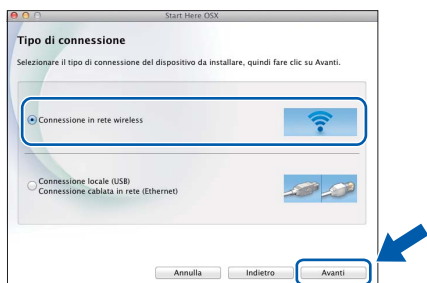 Start Here OSX
Tipo di connessione
Selezionare il tipo di connessione del dispositivo da installare, quindi fare clic su Avanti.
Connessione in rete wireless
Connessione locale (USB)
Connessione cablata in rete (Ethernet)
Annulla Indietro Avanti